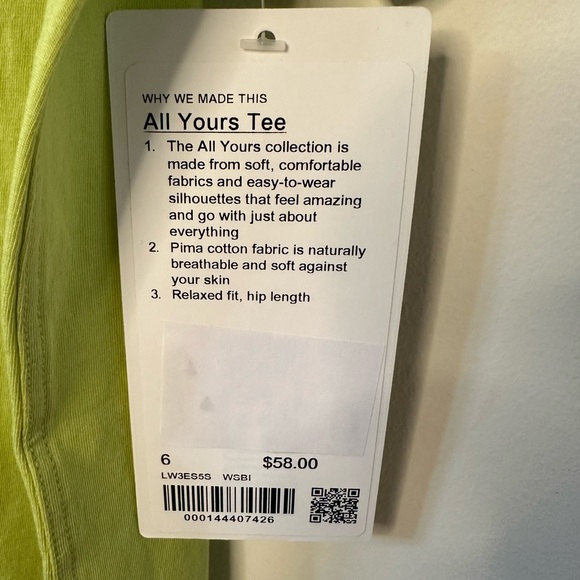 WHY WE MADE THIS
All Yours Tee
1. The All Yours collection is
made from soft, comfortable
fabrics and easy-to-wear
silhouettes that feel amazing
and go with just about
everything
2. Pima cotton fabric is naturally
breathable and soft against
your skin
3. Relaxed fit, hip length
6 $58.00
LW3ES5S WSBI
000144407426